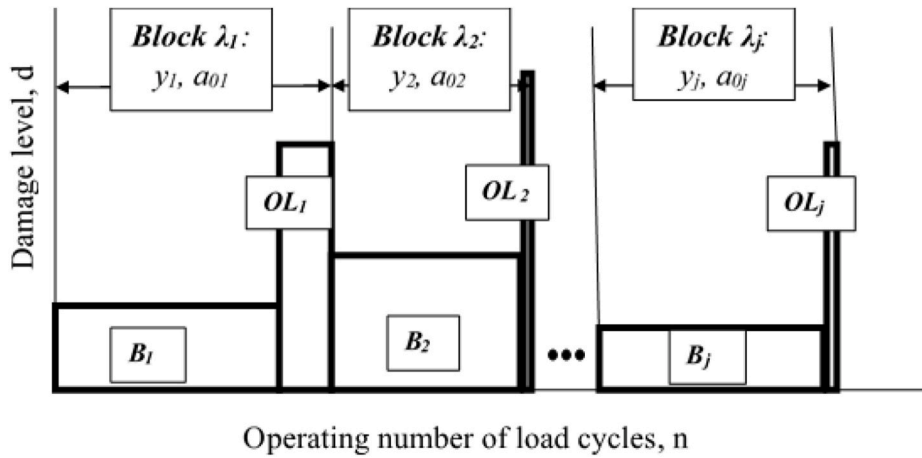 Block λ1:
y1, a01
Block λ2:
y2, a02
Block λj:
yj, a0j
Damage level, d
OL1
OL2
OLj
B1
B2
•••
Bj
Operating number of load cycles, n